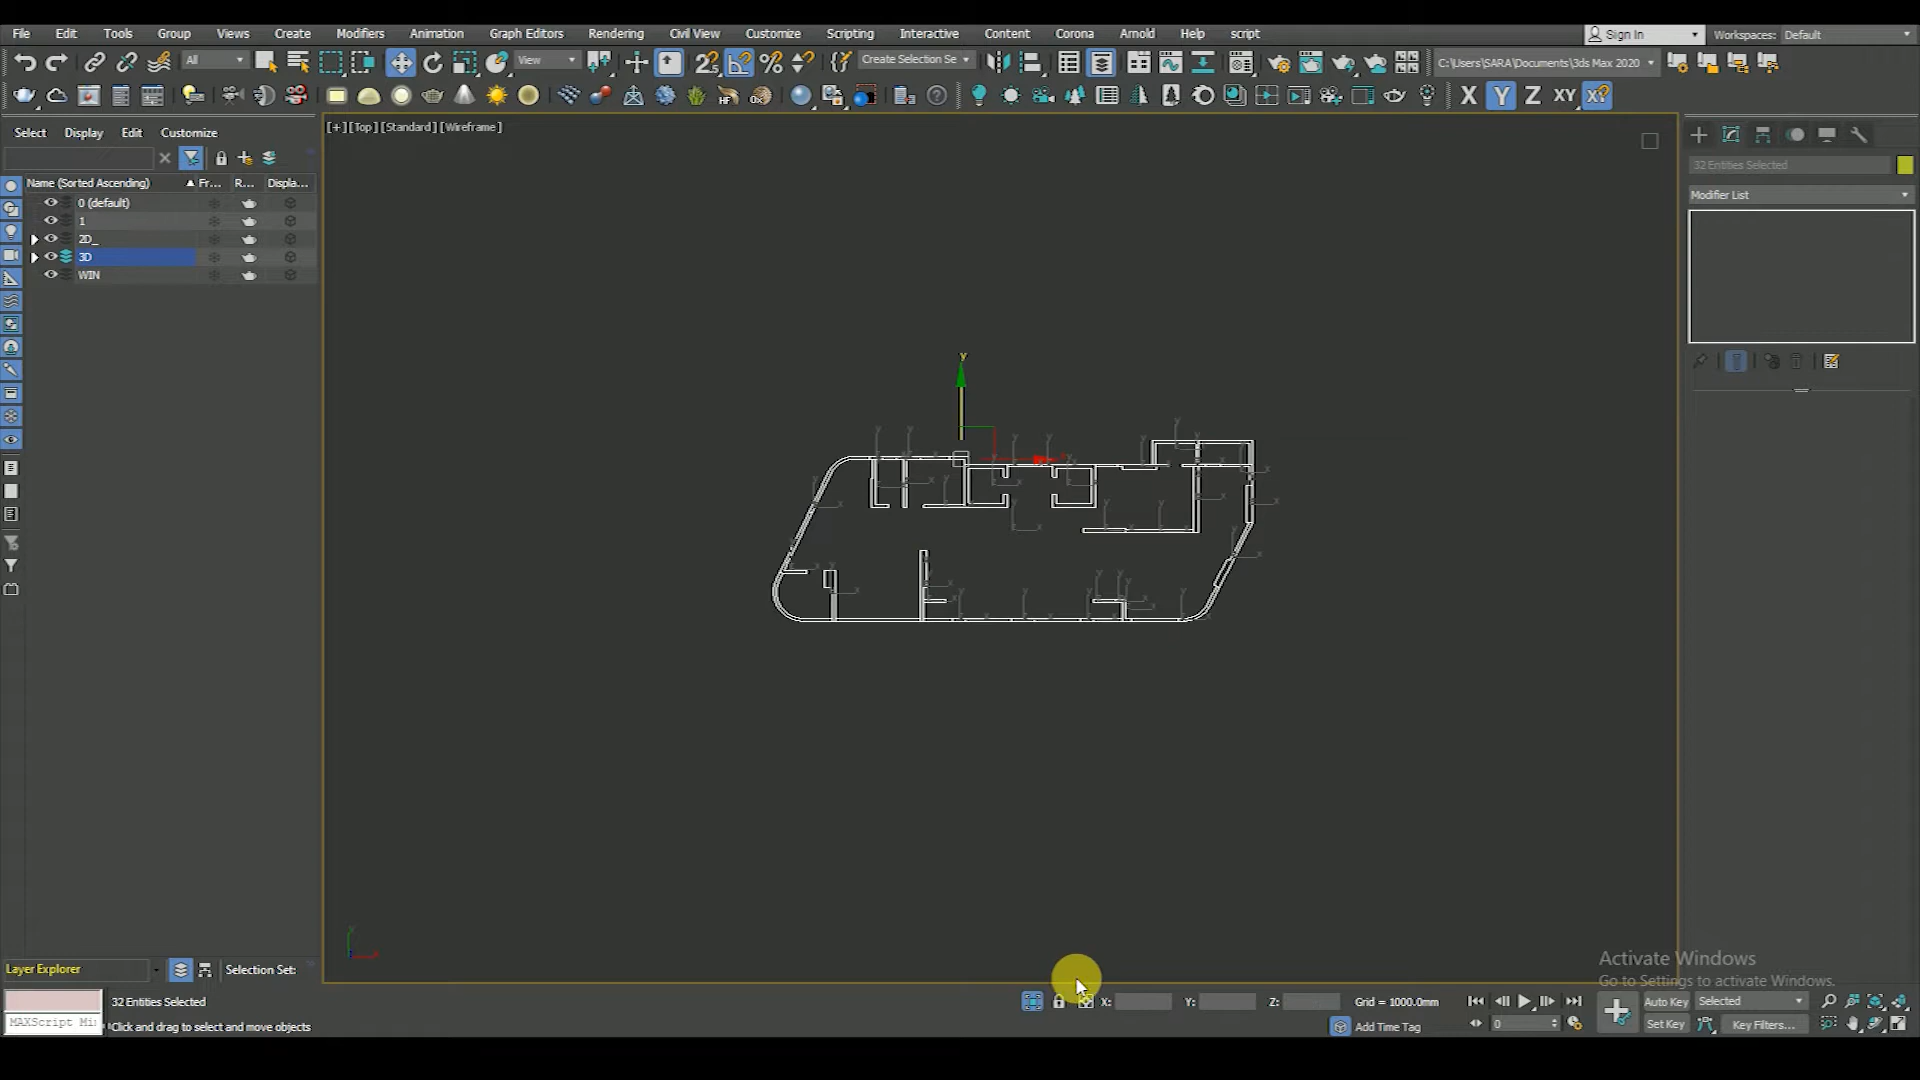 File Edit Tools Group Views Create Modifiers Animation Graph Editors Rendering Civil View Customize Scripting Interactive Content Corona Arnold Help script Sign In Workspaces: Default
All View Create Selection Se C:\Users\SARA\Documents\3ds Max 2020
X Y Z XY
Select Display Edit Customize
[+] [Top] [Standard] [Wireframe]
32 Entities Selected
Name (Sorted Ascending) Fr... R... Displa...
Modifier List
0 (default)
1
2D_
3D
WIN
y
Activate Windows
Go to Settings to activate Windows.
Layer Explorer Selection Set:
32 Entities Selected
X: Y: Z: Grid = 1000.0mm Auto Key Selected
MAXScript Mi
Click and drag to select and move objects
Add Time Tag 0 Set Key Key Filters...